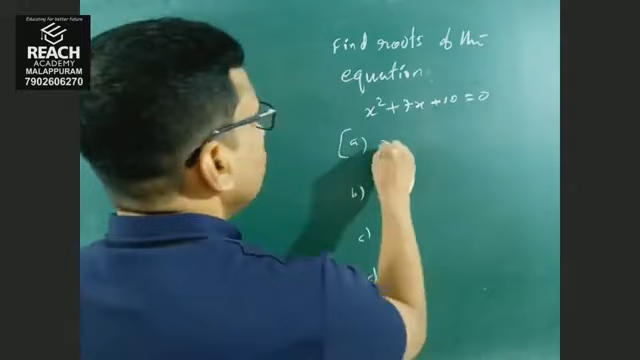 Educating for Better future
REACH
ACADEMY
MALAPPURAM
7902606270
Find roots of the
equation
x² + 7x + 10 = 0
[a)
b)
c)
d)